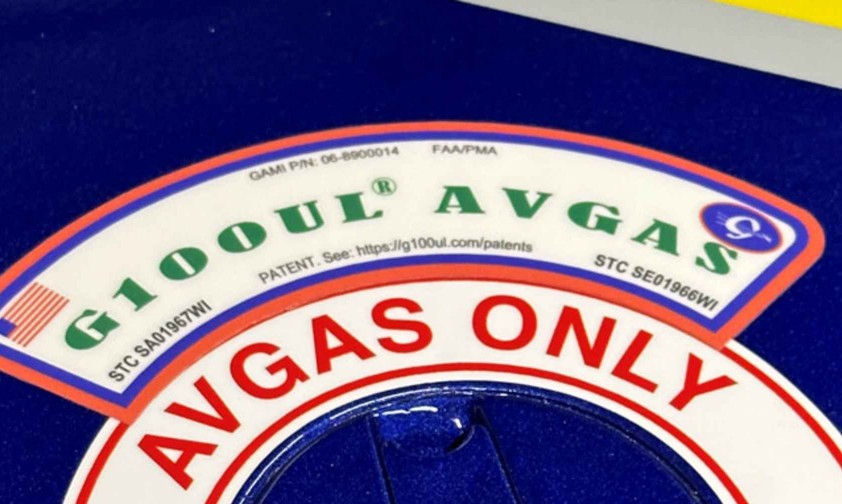 GAMI P/N: 06-8900014 FAA/PMA
G100UL® AVGAS
G
PATENT. See: https://g100ul.com/patents
STC SA01967WI
STC SE01966WI
AVGAS ONLY